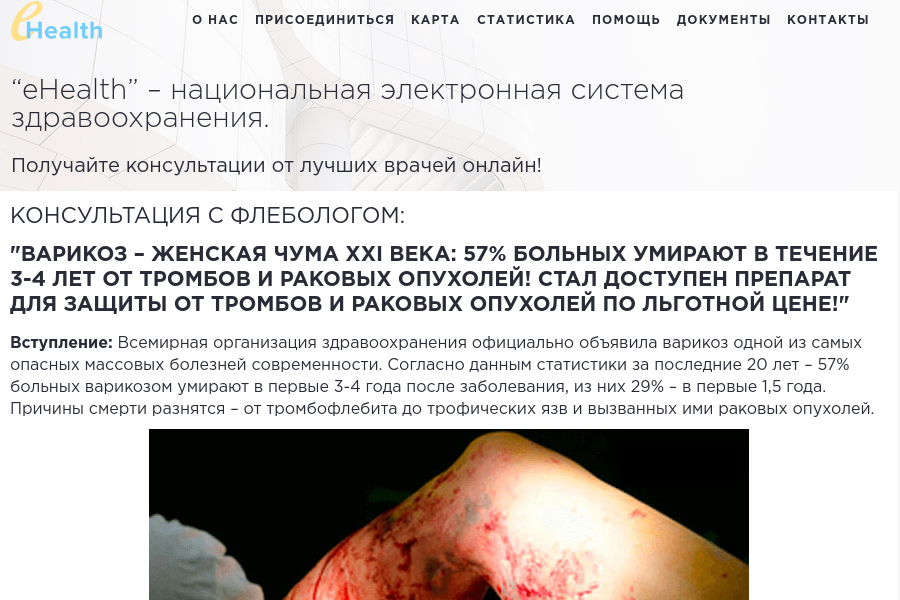 eHealth
О НАС ПРИСОЕДИНИТЬСЯ КАРТА СТАТИСТИКА ПОМОЩЬ ДОКУМЕНТЫ КОНТАКТЫ
“eHealth” – национальная электронная система
здравоохранения.
Получайте консультации от лучших врачей онлайн!
КОНСУЛЬТАЦИЯ С ФЛЕБОЛОГОМ:
"ВАРИКОЗ – ЖЕНСКАЯ ЧУМА XXI ВЕКА: 57% БОЛЬНЫХ УМИРАЮТ В ТЕЧЕНИЕ
3-4 ЛЕТ ОТ ТРОМБОВ И РАКОВЫХ ОПУХОЛЕЙ! СТАЛ ДОСТУПЕН ПРЕПАРАТ
ДЛЯ ЗАЩИТЫ ОТ ТРОМБОВ И РАКОВЫХ ОПУХОЛЕЙ ПО ЛЬГОТНОЙ ЦЕНЕ!"
Вступление: Всемирная организация здравоохранения официально объявила варикоз одной из самых
опасных массовых болезней современности. Согласно данным статистики за последние 20 лет – 57%
больных варикозом умирают в первые 3-4 года после заболевания, из них 29% – в первые 1,5 года.
Причины смерти разнятся – от тромбофлебита до трофических язв и вызванных ими раковых опухолей.